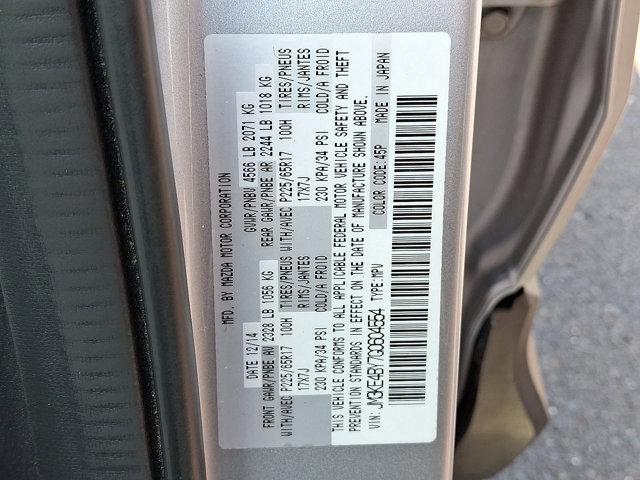 MFD. BY MAZDA MOTOR CORPORATION
DATE 12/14 GVWR/PNBV 4566 LB 2071 KG
FRONT GAWR/PNBE AV 2328 LB 1056 KG REAR GAWR/PNBE AR 2244 LB 1018 KG
WITH/AVEC P225/65R17 100H TIRES/PNEUS WITH/AVEC P225/65R17 100H TIRES/PNEUS
17X7J RIMS/JANTES 17X7J RIMS/JANTES
230 KPA/34 PSI COLD/A FROID 230 KPA/34 PSI COLD/A FROID
THIS VEHICLE CONFORMS TO ALL APPLICABLE FEDERAL MOTOR VEHICLE SAFETY AND THEFT
PREVENTION STANDARDS IN EFFECT ON THE DATE OF MANUFACTURE SHOWN ABOVE.
VIN: JM3KE4BY7G0604554 TYPE:MPV COLOR CODE:45P MADE IN JAPAN